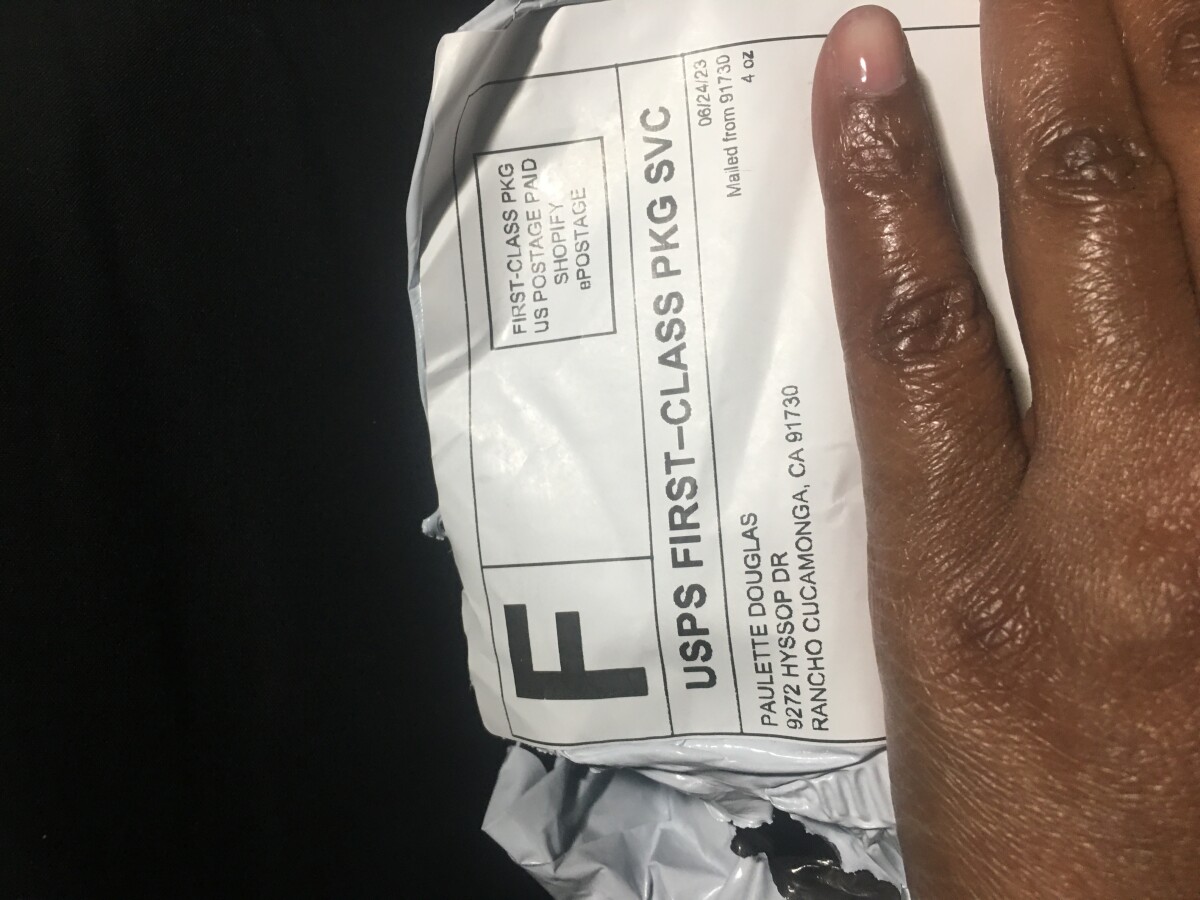 F
FIRST-CLASS PKG
US POSTAGE PAID
SHOPIFY
ePOSTAGE
USPS FIRST-CLASS PKG SVC
06/24/23
Mailed from 91730
4 oz
PAULETTE DOUGLAS
9272 HYSSOP DR
RANCHO CUCAMONGA, CA 91730